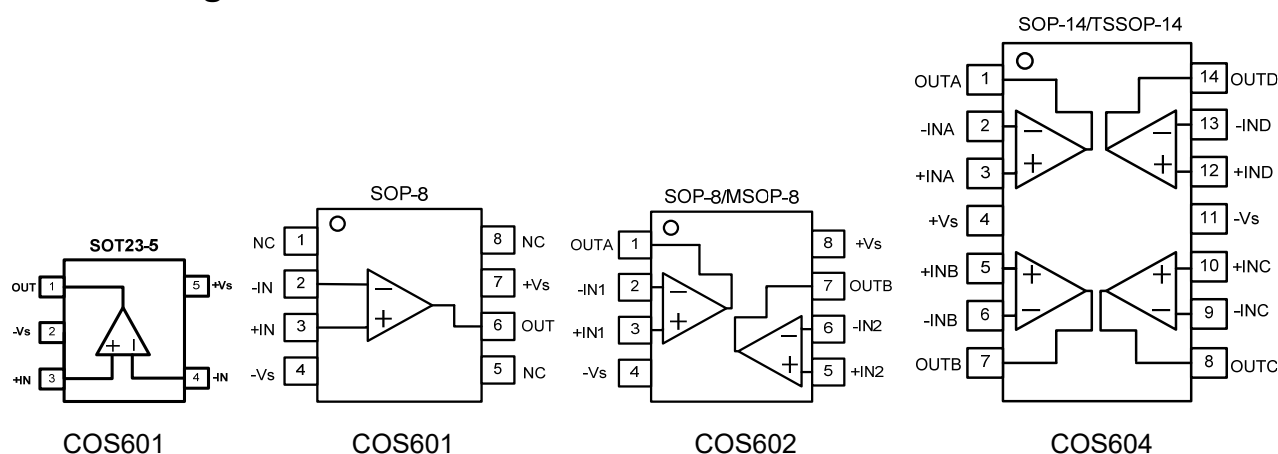 SOT23-5
OUT 1
5 +Vs
-Vs 2
+IN 3
4 -IN
+ −
COS601
SOP-8
NC 1
8 NC
-IN 2
7 +Vs
+IN 3
6 OUT
-Vs 4
5 NC
−
+
COS601
SOP-8/MSOP-8
OUTA 1
8 +Vs
-IN1 2
7 OUTB
+IN1 3
6 -IN2
-Vs 4
5 +IN2
−
+
−
+
COS602
SOP-14/TSSOP-14
OUTA 1
14 OUTD
-INA 2
13 -IND
+INA 3
12 +IND
+Vs 4
11 -Vs
+INB 5
10 +INC
-INB 6
9 -INC
OUTB 7
8 OUTC
− −
+ +
+ +
− −
COS604